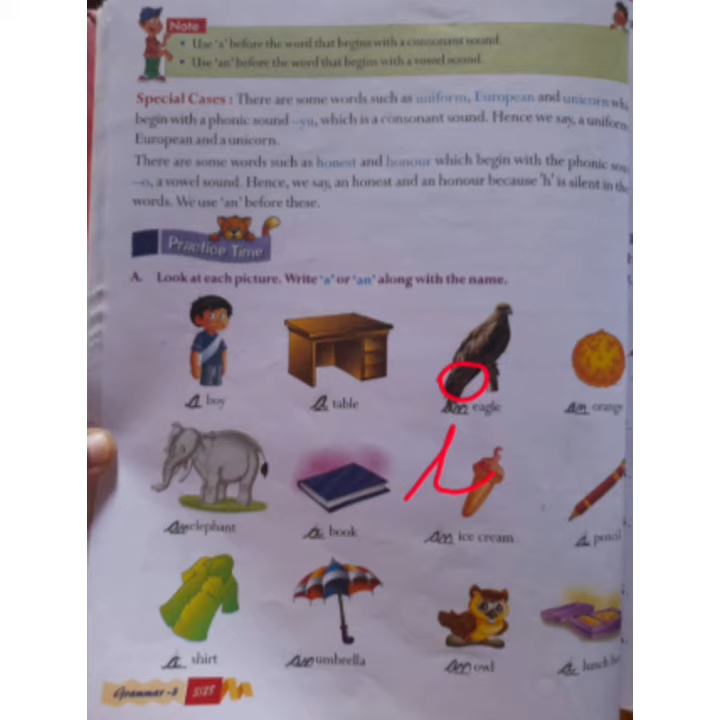 Note
• Use 'a' before the word that begins with a consonant sound.
• Use 'an' before the word that begins with a vowel sound.
Special Cases : There are some words such as uniform, European and unicorn
begin with a phonic sound –yu, which is a consonant sound. Hence we say, a uniform
European and a unicorn.
There are some words such as honest and honour which begin with the phonic
–o, a vowel sound. Hence, we say, an honest and an honour because 'h' is silent in
words. We use 'an' before these.
Practice Time
A. Look at each picture. Write 'a' or 'an' along with the name.
a boy a table an eagle an orange
an elephant a book an ice cream a pencil
a shirt an umbrella an owl a lunch
Grammar-3